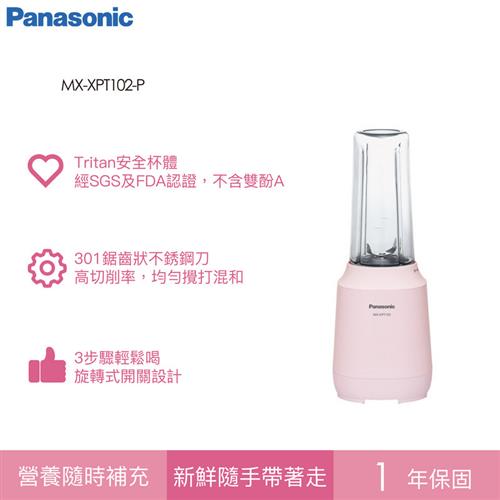 Panasonic
MX-XPT102-P
Tritan安全杯體
經SGS及FDA認證，不含雙酚A
301鋸齒狀不銹鋼刀
高切削率，均勻攪打混和
3步驟輕鬆喝
旋轉式開關設計
Panasonic
MX-XPT102
營養隨時補充
新鮮隨手帶著走
1 年保固